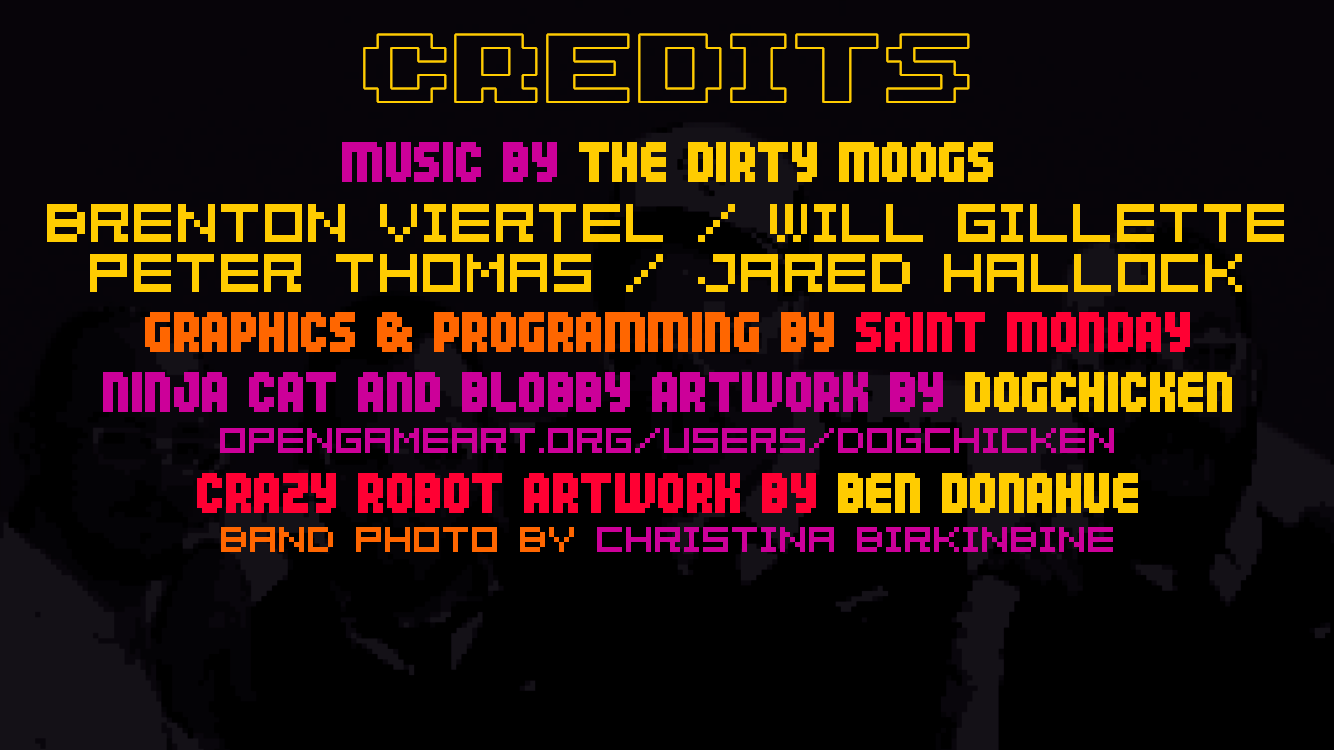 CREDITS
MUSIC BY THE DIRTY MOOGS
BRENTON VIERTEL / WILL GILLETTE
PETER THOMAS / JARED HALLOCK
GRAPHICS & PROGRAMMING BY SAINT MONDAY
NINJA CAT AND BLOBBY ARTWORK BY DOGCHICKEN
OPENGAMEART.ORG/USERS/DOGCHICKEN
CRAZY ROBOT ARTWORK BY BEN DONAHUE
BAND PHOTO BY CHRISTINA BIRKINBINE